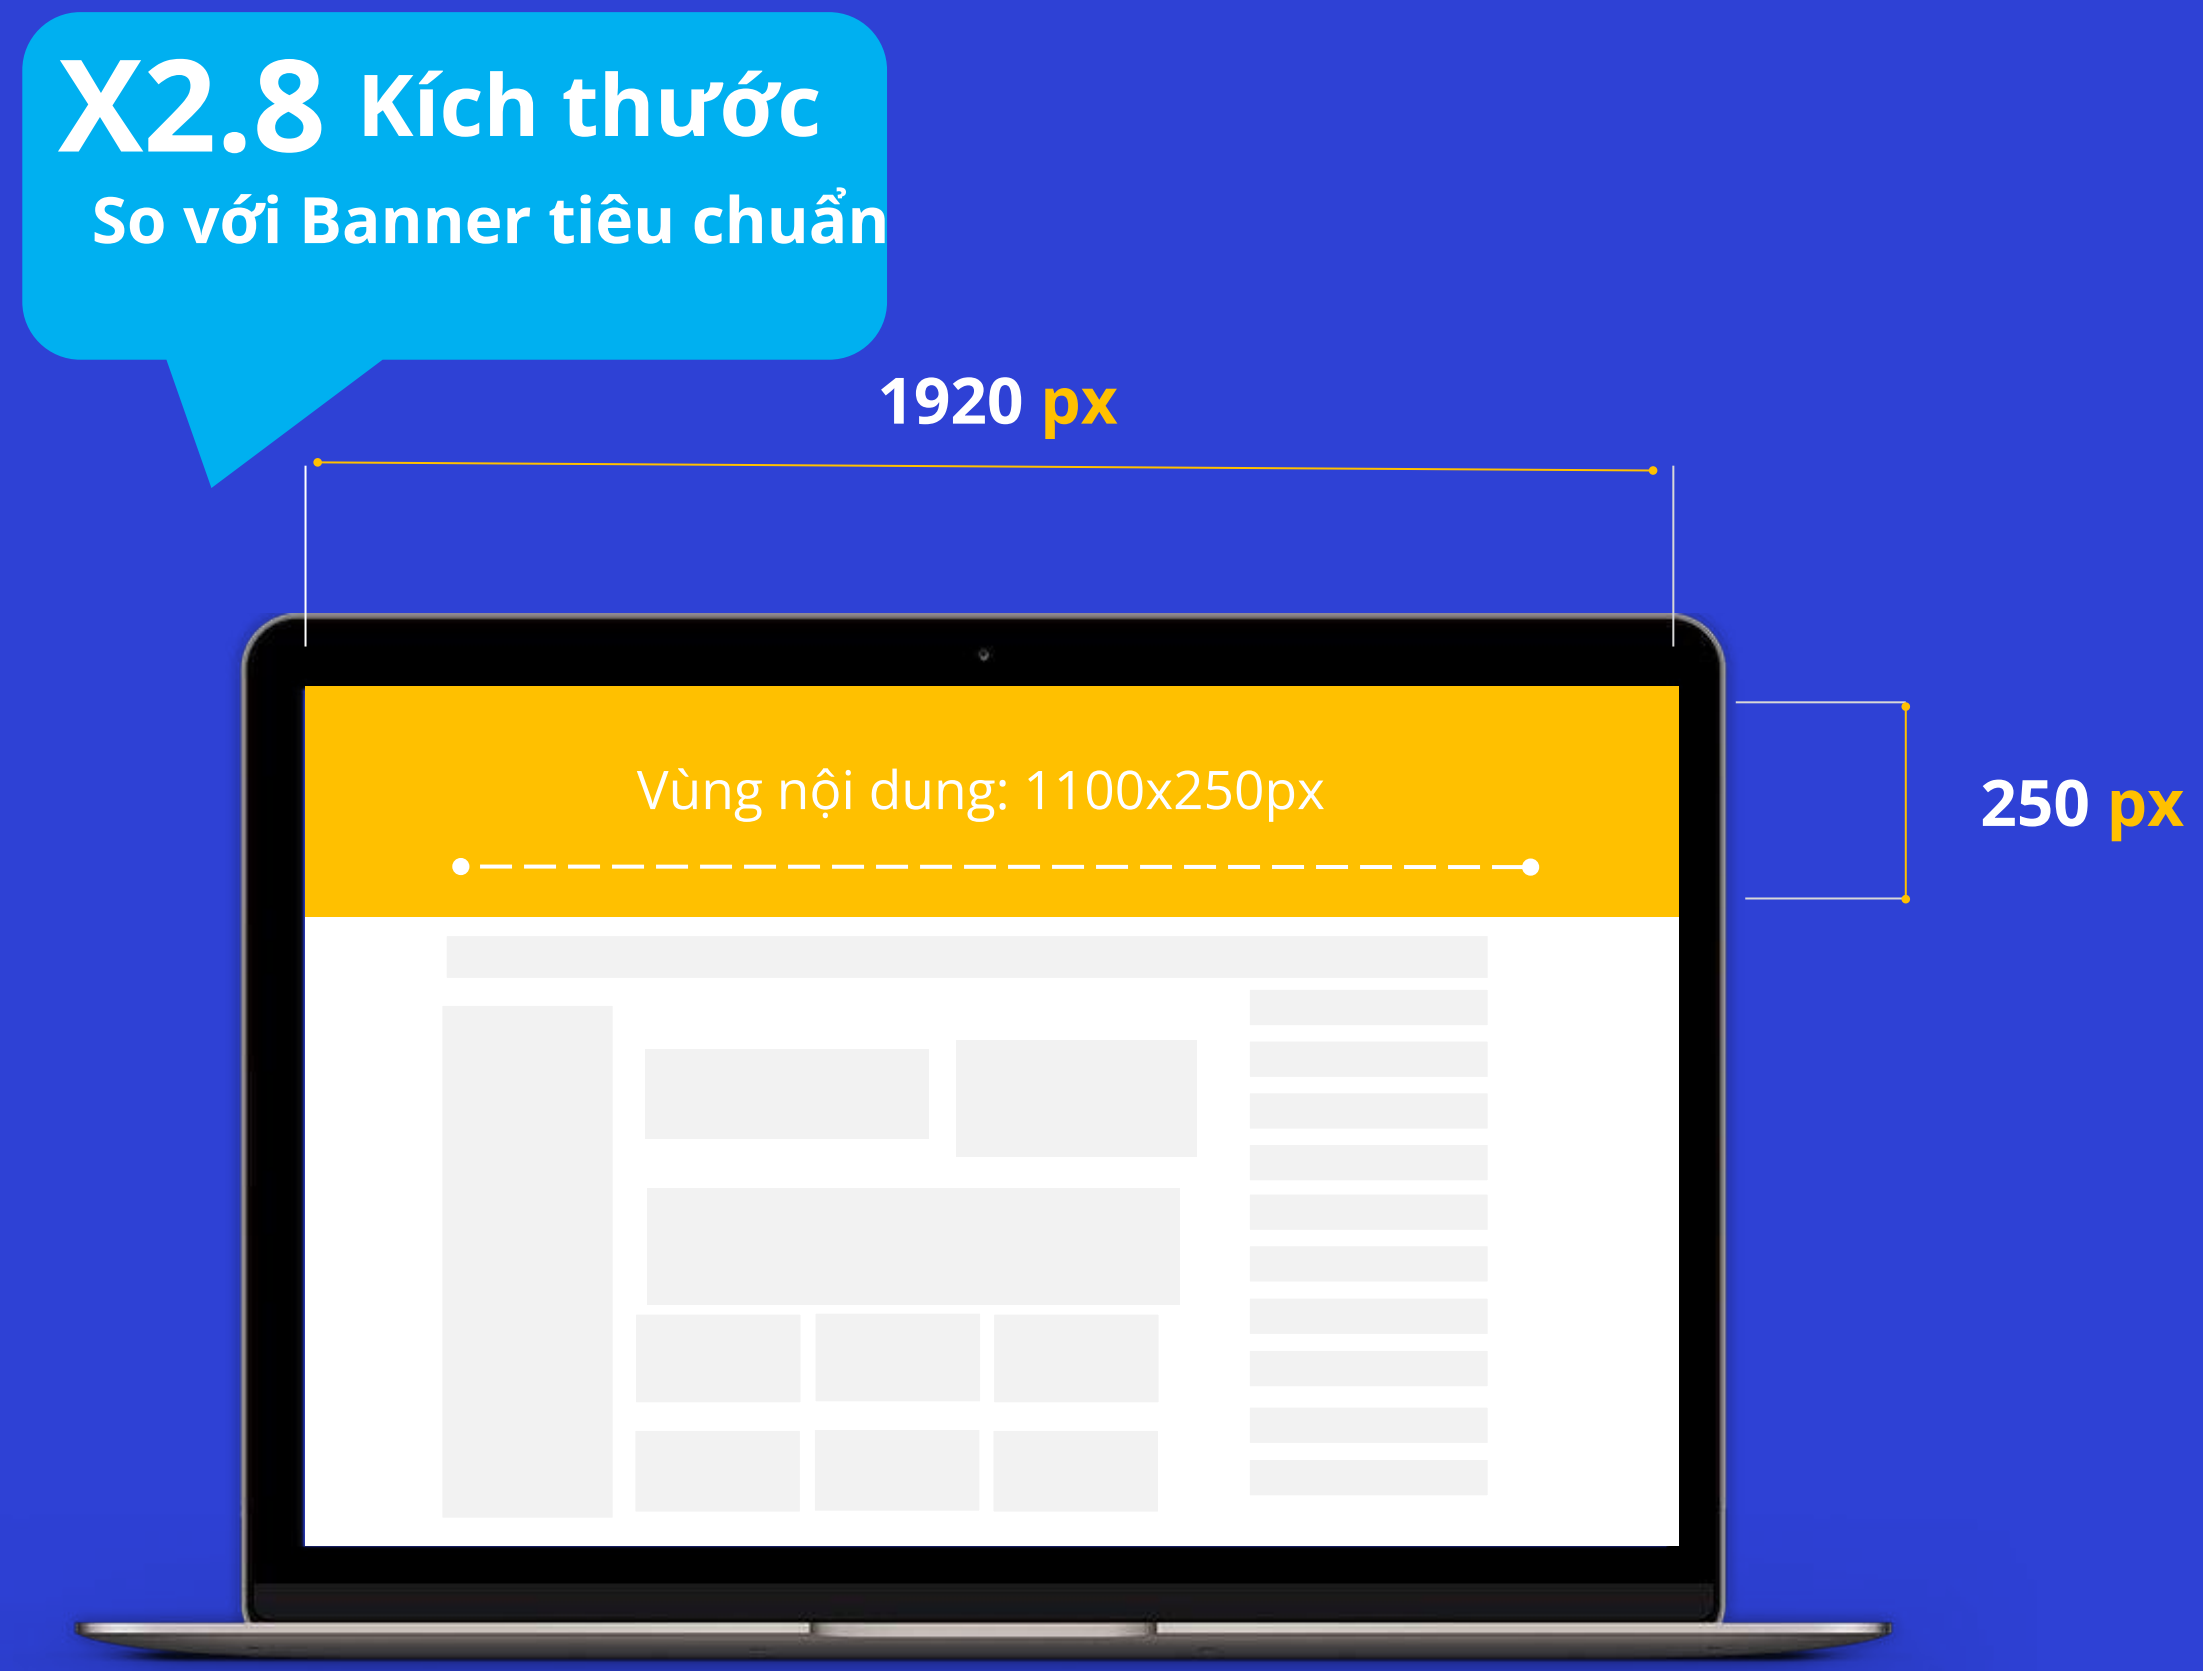 X2.8 Kích thước
So với Banner tiêu chuẩn
1920 px
Vùng nội dung: 1100x250px
250 px